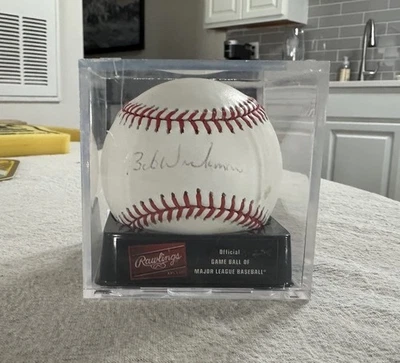 Bob Wickman
Rawlings
Official
GAME BALL OF
MAJOR LEAGUE BASEBALL®